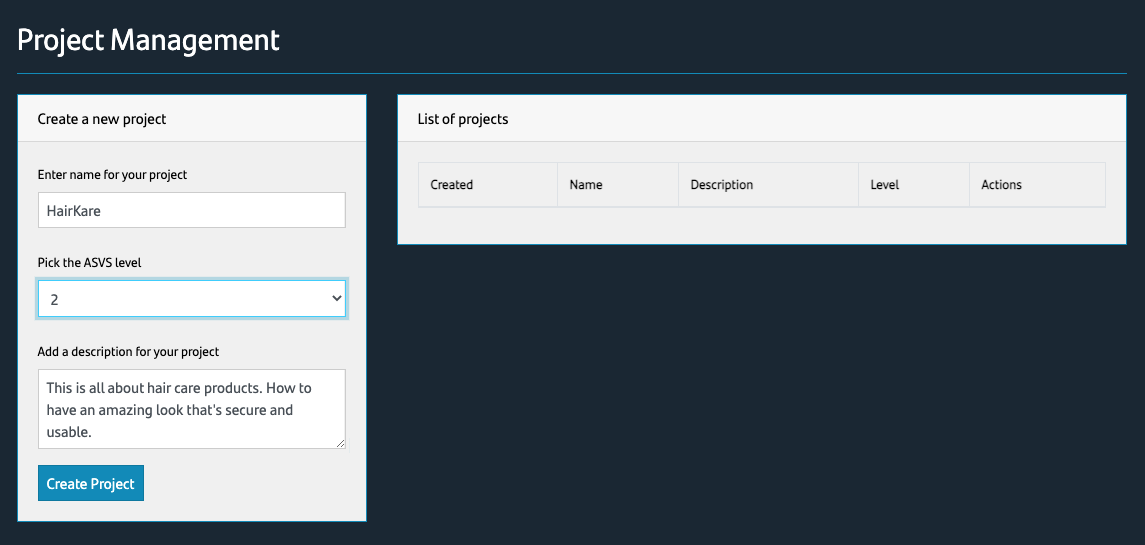 Project Management
Create a new project
Enter name for your project
HairKare
Pick the ASVS level
2
Add a description for your project
This is all about hair care products. How to
have an amazing look that's secure and
usable.
Create Project
List of projects
Created Name Description Level Actions